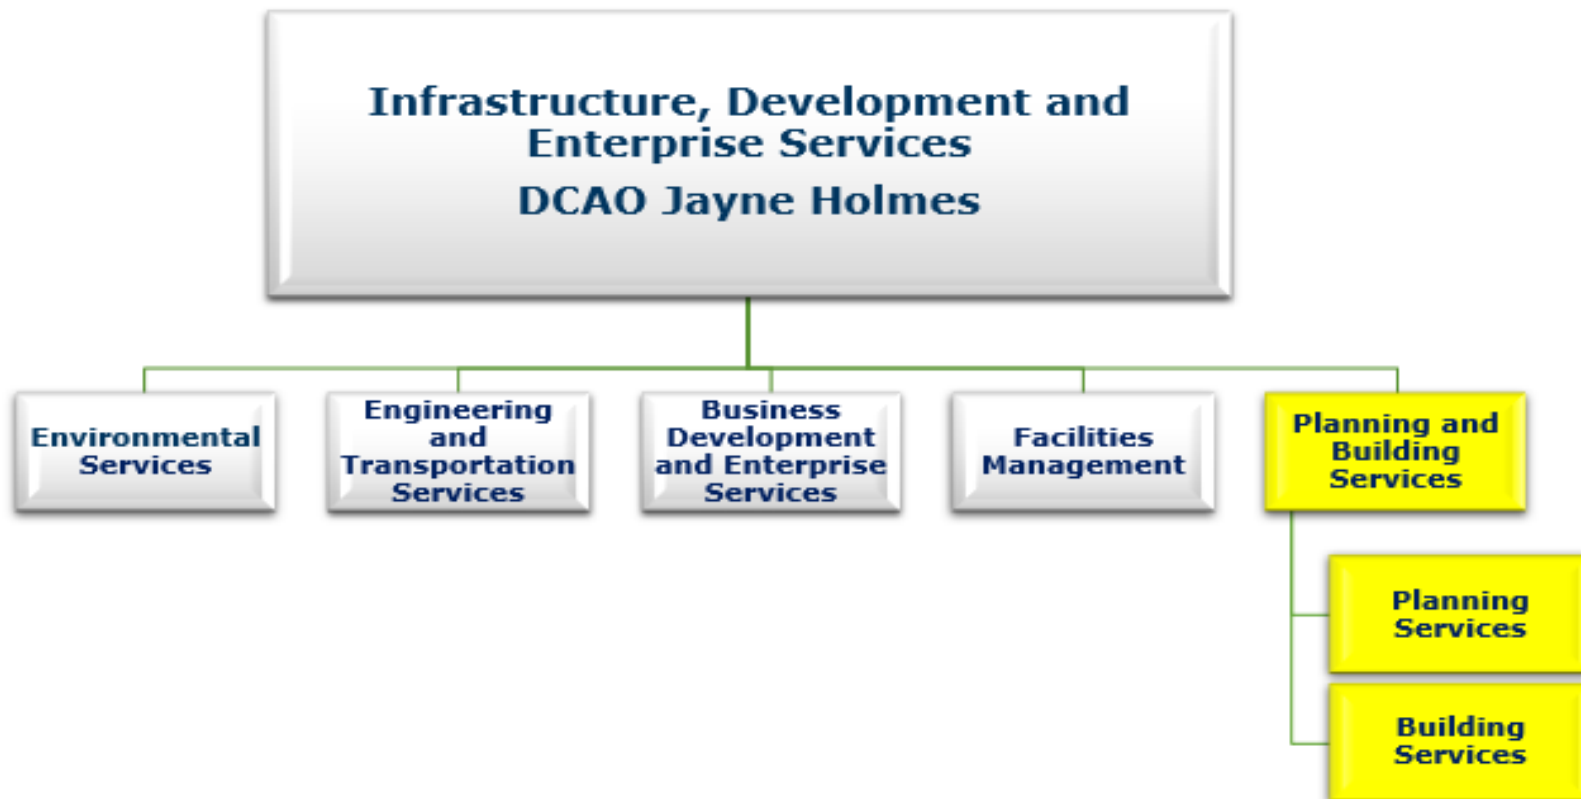 Infrastructure, Development and
Enterprise Services
DCAO Jayne Holmes
Environmental
Services
Engineering
and
Transportation
Services
Business
Development
and Enterprise
Services
Facilities
Management
Planning and
Building
Services
Planning
Services
Building
Services